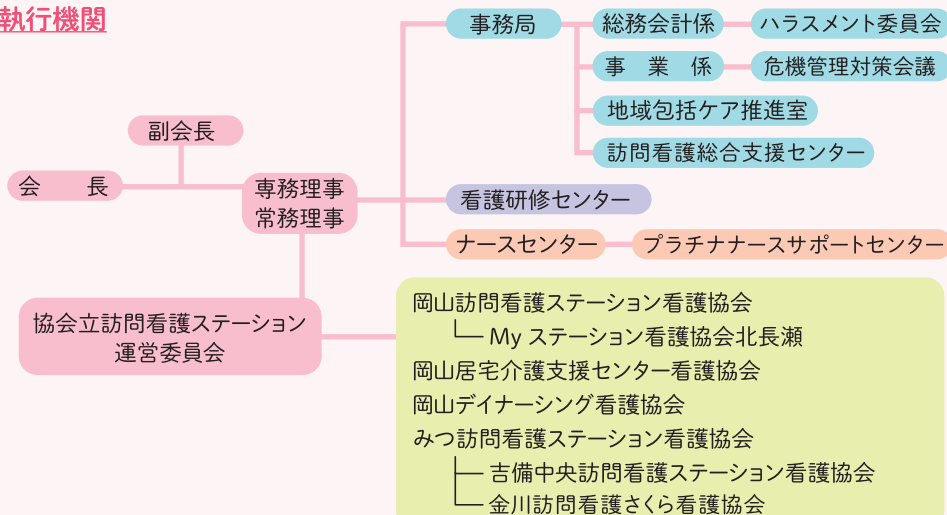 執行機関
会　長
副会長
専務理事
常務理事
事務局
総務会計係
ハラスメント委員会
事　業　係
危機管理対策会議
地域包括ケア推進室
訪問看護総合支援センター
看護研修センター
ナースセンター
プラチナナースサポートセンター
協会立訪問看護ステーション
運営委員会
岡山訪問看護ステーション看護協会
My ステーション看護協会北長瀬
岡山居宅介護支援センター看護協会
岡山デイナーシング看護協会
みつ訪問看護ステーション看護協会
吉備中央訪問看護ステーション看護協会
金川訪問看護さくら看護協会